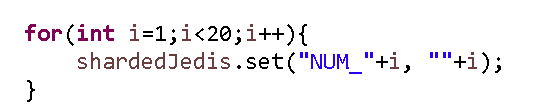 for(int i=1;i<20;i++){
shardedJedis.set("NUM_"+i, ""+i);
}